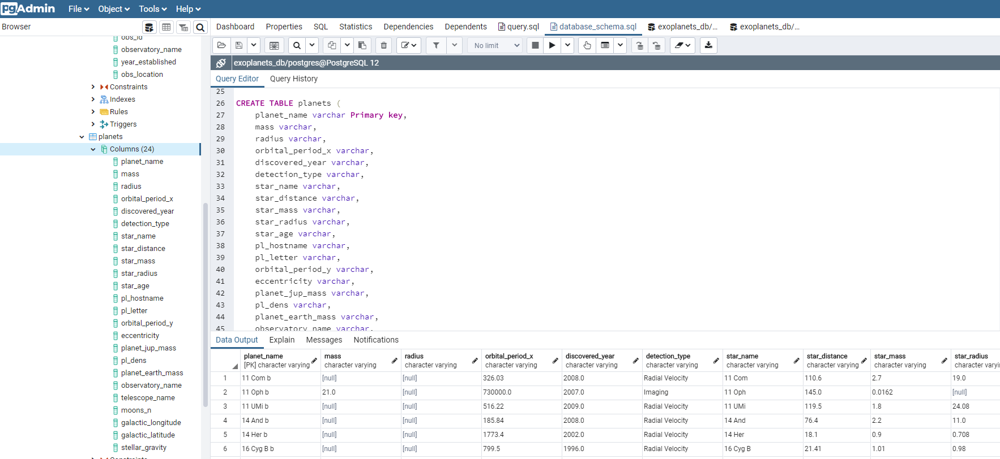 pgAdmin File Object Tools Help
Browser
Dashboard Properties SQL Statistics Dependencies Dependents query.sql database_schema.sql exoplanets_db/... exoplanets_db/...
No limit
exoplanets_db/postgres@PostgreSQL 12
Query Editor Query History
obs_id
observatory_name
year_established
obs_location
Constraints
Indexes
Rules
Triggers
planets
Columns (24)
planet_name
mass
radius
orbital_period_x
discovered_year
detection_type
star_name
star_distance
star_mass
star_radius
star_age
pl_hostname
pl_letter
orbital_period_y
eccentricity
planet_jup_mass
pl_dens
planet_earth_mass
observatory_name
telescope_name
moons_n
galactic_longitude
galactic_latitude
stellar_gravity
Constraints
25
26 CREATE TABLE planets (
27 planet_name varchar Primary key,
28 mass varchar,
29 radius varchar,
30 orbital_period_x varchar,
31 discovered_year varchar,
32 detection_type varchar,
33 star_name varchar,
34 star_distance varchar,
35 star_mass varchar,
36 star_radius varchar,
37 star_age varchar,
38 pl_hostname varchar,
39 pl_letter varchar,
40 orbital_period_y varchar,
41 eccentricity varchar,
42 planet_jup_mass varchar,
43 pl_dens varchar,
44 planet_earth_mass varchar,
45 observatory_name varchar,
Data Output Explain Messages Notifications
planet_name mass radius orbital_period_x discovered_year detection_type star_name star_distance star_mass star_radius
[PK] character varying character varying character varying character varying character varying character varying character varying character varying character varying character varyi
1 11 Com b [null] [null] 326.03 2008.0 Radial Velocity 11 Com 110.6 2.7 19.0
2 11 Oph b 21.0 [null] 730000.0 2007.0 Imaging 11 Oph 145.0 0.0162 [null]
3 11 UMi b [null] [null] 516.22 2009.0 Radial Velocity 11 UMi 119.5 1.8 24.08
4 14 And b [null] [null] 185.84 2008.0 Radial Velocity 14 And 76.4 2.2 11.0
5 14 Her b [null] [null] 1773.4 2002.0 Radial Velocity 14 Her 18.1 0.9 0.708
6 16 Cyg B b [null] [null] 799.5 1996.0 Radial Velocity 16 Cyg B 21.41 1.01 0.98